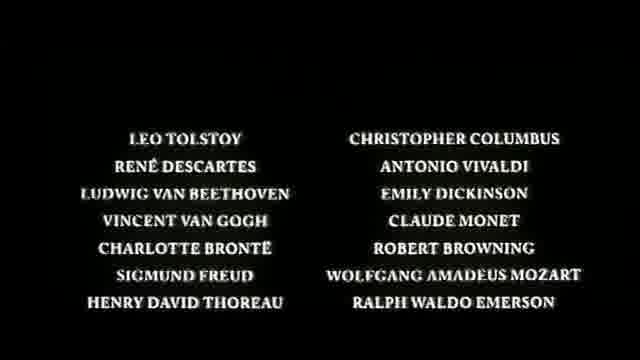 LEO TOLSTOY
CHRISTOPHER COLUMBUS
RENÉ DESCARTES
ANTONIO VIVALDI
LUDWIG VAN BEETHOVEN
EMILY DICKINSON
VINCENT VAN GOGH
CLAUDE MONET
CHARLOTTE BRONTË
ROBERT BROWNING
SIGMUND FREUD
WOLFGANG AMADEUS MOZART
HENRY DAVID THOREAU
RALPH WALDO EMERSON